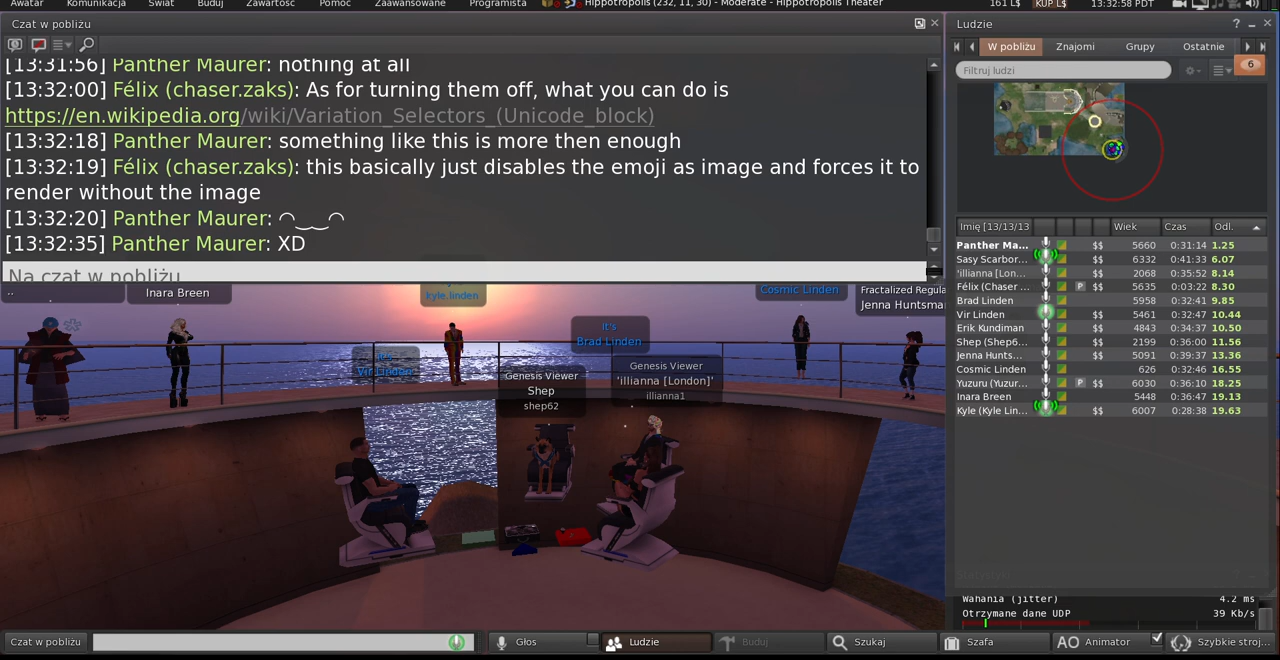 Awatar Komunikacja Świat Buduj Zawartość Pomoc Zaawansowane Programista Hippotropolis (232, 11, 30) - Moderate - Hippotropolis Theater 161 L$ KUP L$ 13:32:58 PDT
Czat w pobliżu
[13:31:56] Panther Maurer: nothing at all
[13:32:00] Félix (chaser.zaks): As for turning them off, what you can do is
https://en.wikipedia.org/wiki/Variation_Selectors_(Unicode_block)
[13:32:18] Panther Maurer: something like this is more then enough
[13:32:19] Félix (chaser.zaks): this basically just disables the emoji as image and forces it to
render without the image
[13:32:20] Panther Maurer: ◠‿◠
[13:32:35] Panther Maurer: XD
Na czat w pobliżu
..
Inara Breen
kyle.linden
Cosmic Linden
Fractalized Regula
Jenna Huntsma
it's
Brad Linden
it's
Vir Linden
Genesis Viewer
Shep
shep62
Genesis Viewer
'illianna [London]'
illianna1
Ludzie
? _ ×
W pobliżu Znajomi Grupy Ostatnie
6
Filtruj ludzi
Imię [13/13/13 Wiek Czas Odl.
Panther Ma... $$ 5660 0:31:14 1.25
Sasy Scarbor... $$ 6332 0:41:33 6.07
'illianna [Lon... $$ 2068 0:35:52 8.14
Félix (Chaser ... P $$ 5635 0:03:22 8.30
Brad Linden 5958 0:32:41 9.85
Vir Linden $$ 5461 0:32:47 10.44
Erik Kundiman $$ 4843 0:34:37 10.50
Shep (Shep6... $$ 2199 0:36:00 11.56
Jenna Hunts... $$ 5091 0:39:37 13.36
Cosmic Linden 626 0:32:46 16.55
Yuzuru (Yuzur... P $$ 6030 0:36:10 18.25
Inara Breen 5448 0:36:47 19.13
Kyle (Kyle Lin... $$ 6007 0:28:38 19.63
Wahania (jitter) 4.2 ms
Otrzymane dane UDP 39 Kb/s
Czat w pobliżu Głos Ludzie Buduj Szukaj Szafa AO Animator Szybkie stroj...